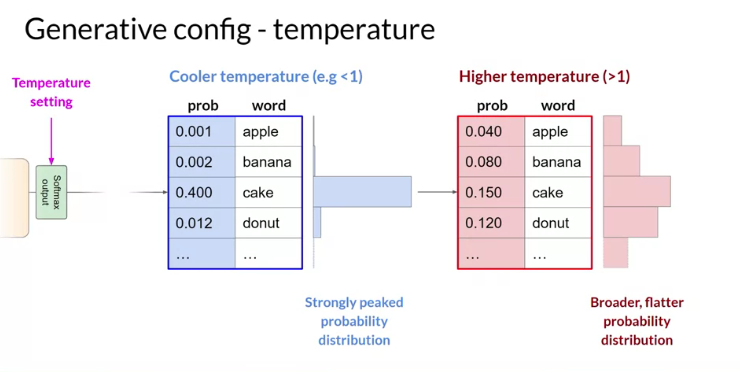 Generative config - temperature
Temperature
setting
Softmax
output
Cooler temperature (e.g <1)
prob word
0.001 apple
0.002 banana
0.400 cake
0.012 donut
... ...
Strongly peaked
probability
distribution
Higher temperature (>1)
prob word
0.040 apple
0.080 banana
0.150 cake
0.120 donut
... ...
Broader, flatter
probability
distribution